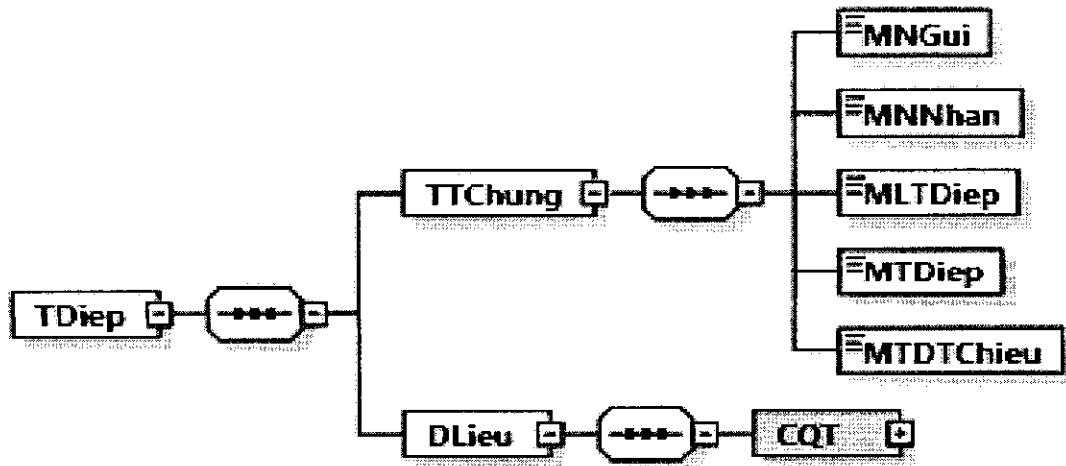 MNGui
MNNhan
TTChung
MLTDiep
MTDiep
TDiep
MTDTChieu
DLieu
CQT